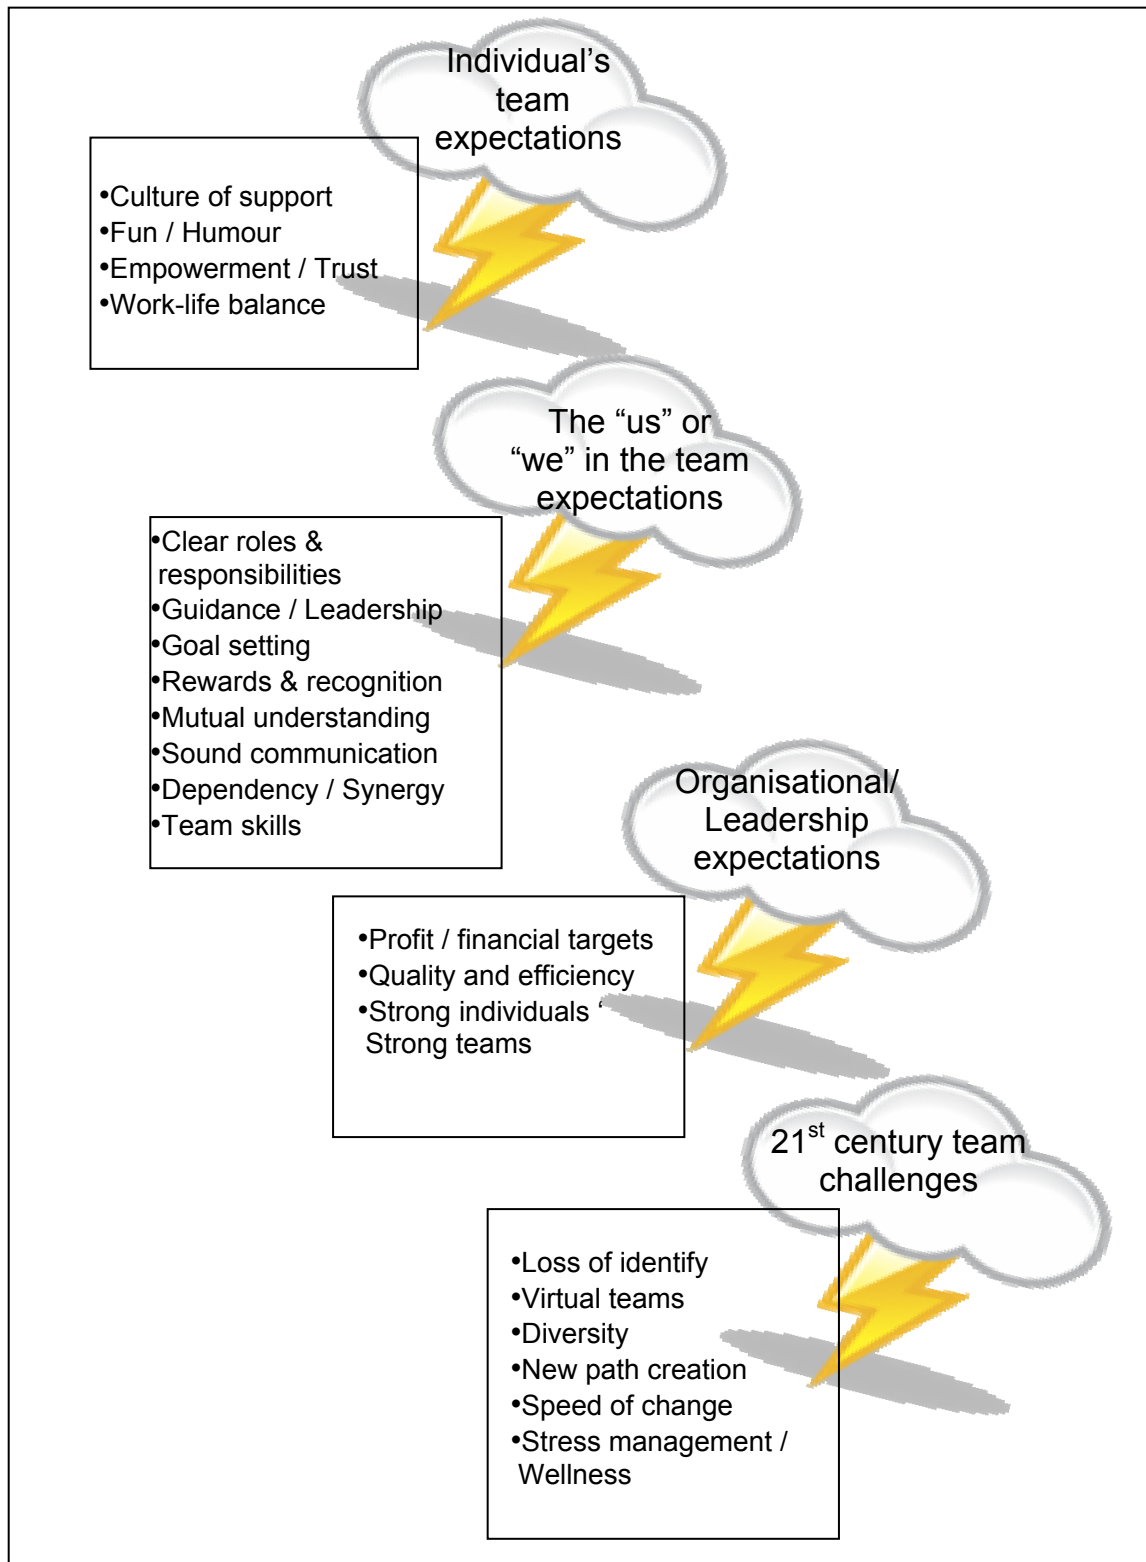 Individual’s
team
expectations
•Culture of support
•Fun / Humour
•Empowerment / Trust
•Work-life balance
The “us” or
“we” in the team
expectations
•Clear roles &
responsibilities
•Guidance / Leadership
•Goal setting
•Rewards & recognition
•Mutual understanding
•Sound communication
•Dependency / Synergy
•Team skills
Organisational/
Leadership
expectations
•Profit / financial targets
•Quality and efficiency
•Strong individuals ‘
Strong teams
21st century team
challenges
•Loss of identify
•Virtual teams
•Diversity
•New path creation
•Speed of change
•Stress management /
Wellness